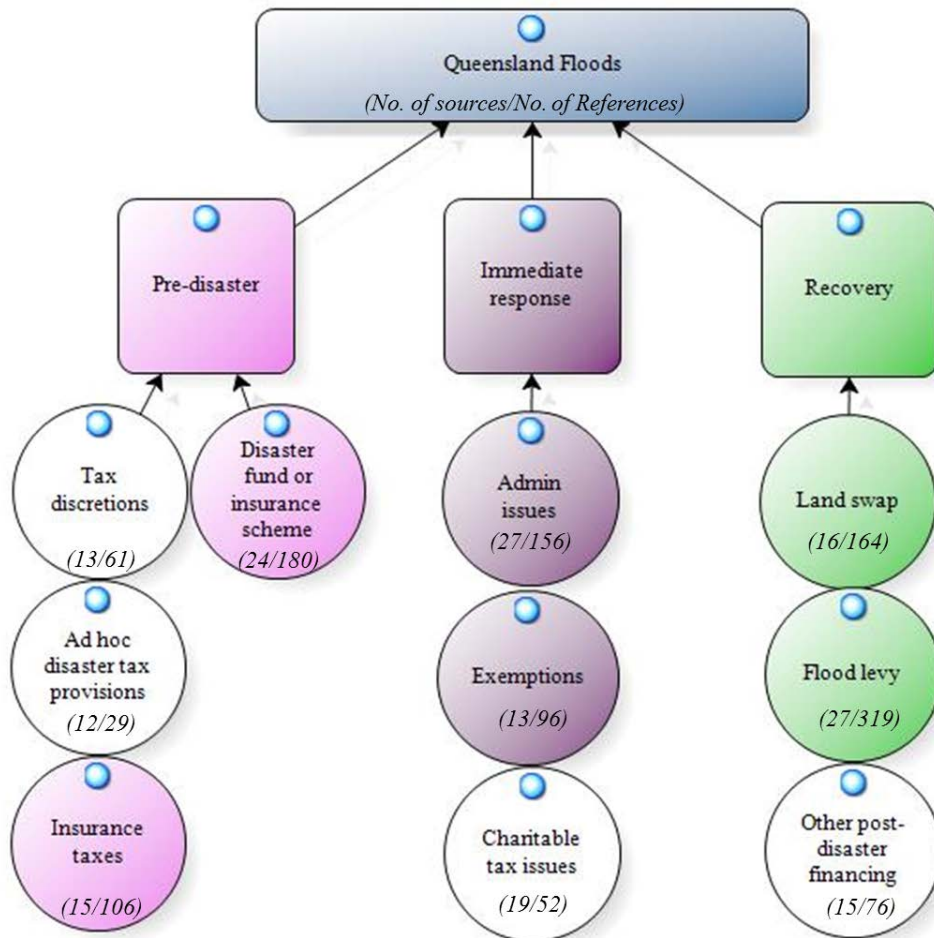 Queensland Floods
(No. of sources/No. of References)
Pre-disaster
Immediate
response
Recovery
Tax
discretions
(13/61)
Disaster
fund or
insurance
scheme
(24/180)
Admin
issues
(27/156)
Land swap
(16/164)
Ad hoc
disaster tax
provisions
(12/29)
Exemptions
(13/96)
Flood levy
(27/319)
Insurance
taxes
(15/106)
Charitable
tax issues
(19/52)
Other post-
disaster
financing
(15/76)